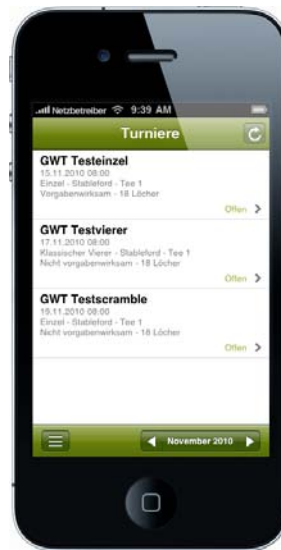 Netzbetreiber 9:39 AM
Turniere
GWT Testeinzel
15.11.2010 08:00
Einzel - Stableford - Tee 1
Vorgabenwirksam - 18 Löcher
Offen
GWT Testvierer
17.11.2010 08:00
Klassischer Vierer - Stableford - Tee 1
Nicht vorgabenwirksam - 18 Löcher
Offen
GWT Testscramble
19.11.2010 08:00
Einzel - Stableford - Tee 1
Nicht vorgabenwirksam - 18 Löcher
Offen
November 2010